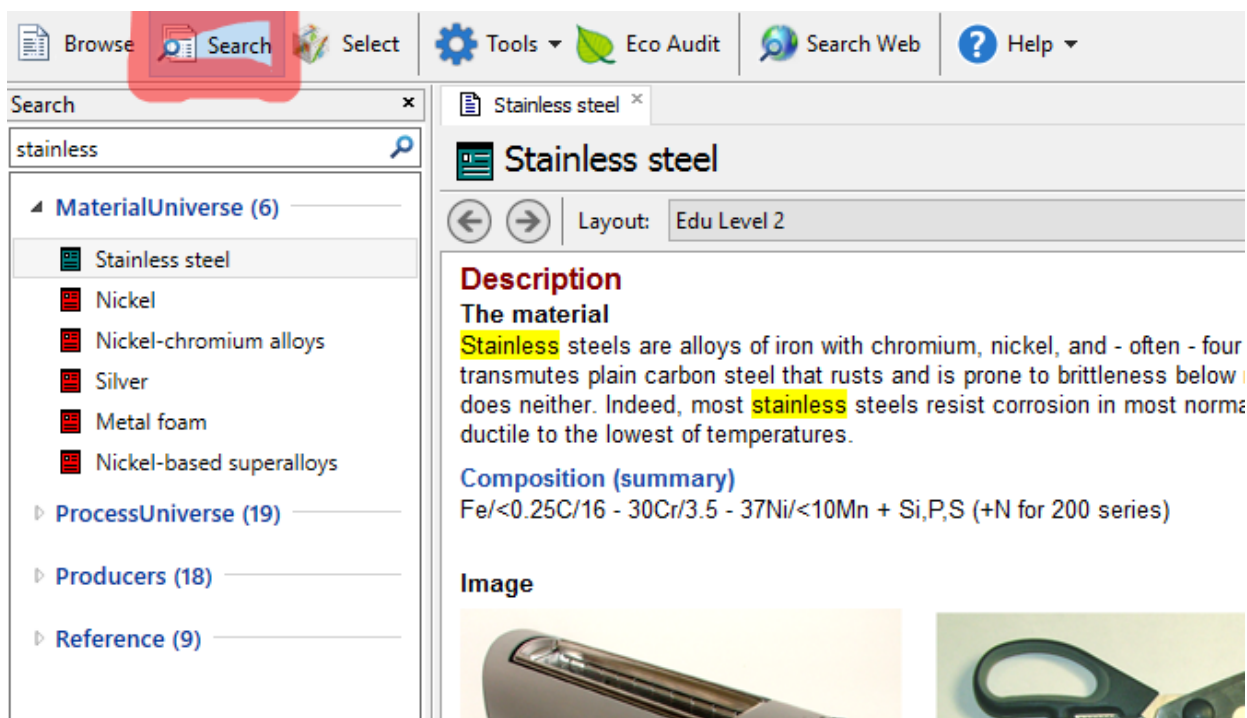 Browse Search Select Tools Eco Audit Search Web ? Help
Search ×
stainless
MaterialUniverse (6)
Stainless steel
Nickel
Nickel-chromium alloys
Silver
Metal foam
Nickel-based superalloys
ProcessUniverse (19)
Producers (18)
Reference (9)
Stainless steel ×
Stainless steel
Layout: Edu Level 2
Description
The material
Stainless steels are alloys of iron with chromium, nickel, and - often - four
transmutes plain carbon steel that rusts and is prone to brittleness below
does neither. Indeed, most stainless steels resist corrosion in most norma
ductile to the lowest of temperatures.
Composition (summary)
Fe/<0.25C/16 - 30Cr/3.5 - 37Ni/<10Mn + Si,P,S (+N for 200 series)
Image